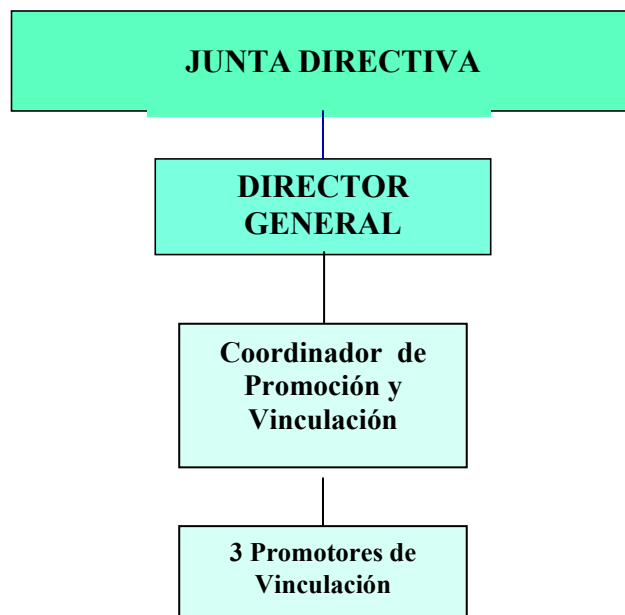 JUNTA DIRECTIVA
DIRECTOR
GENERAL
Coordinador de
Promoción y
Vinculación
3 Promotores de
Vinculación